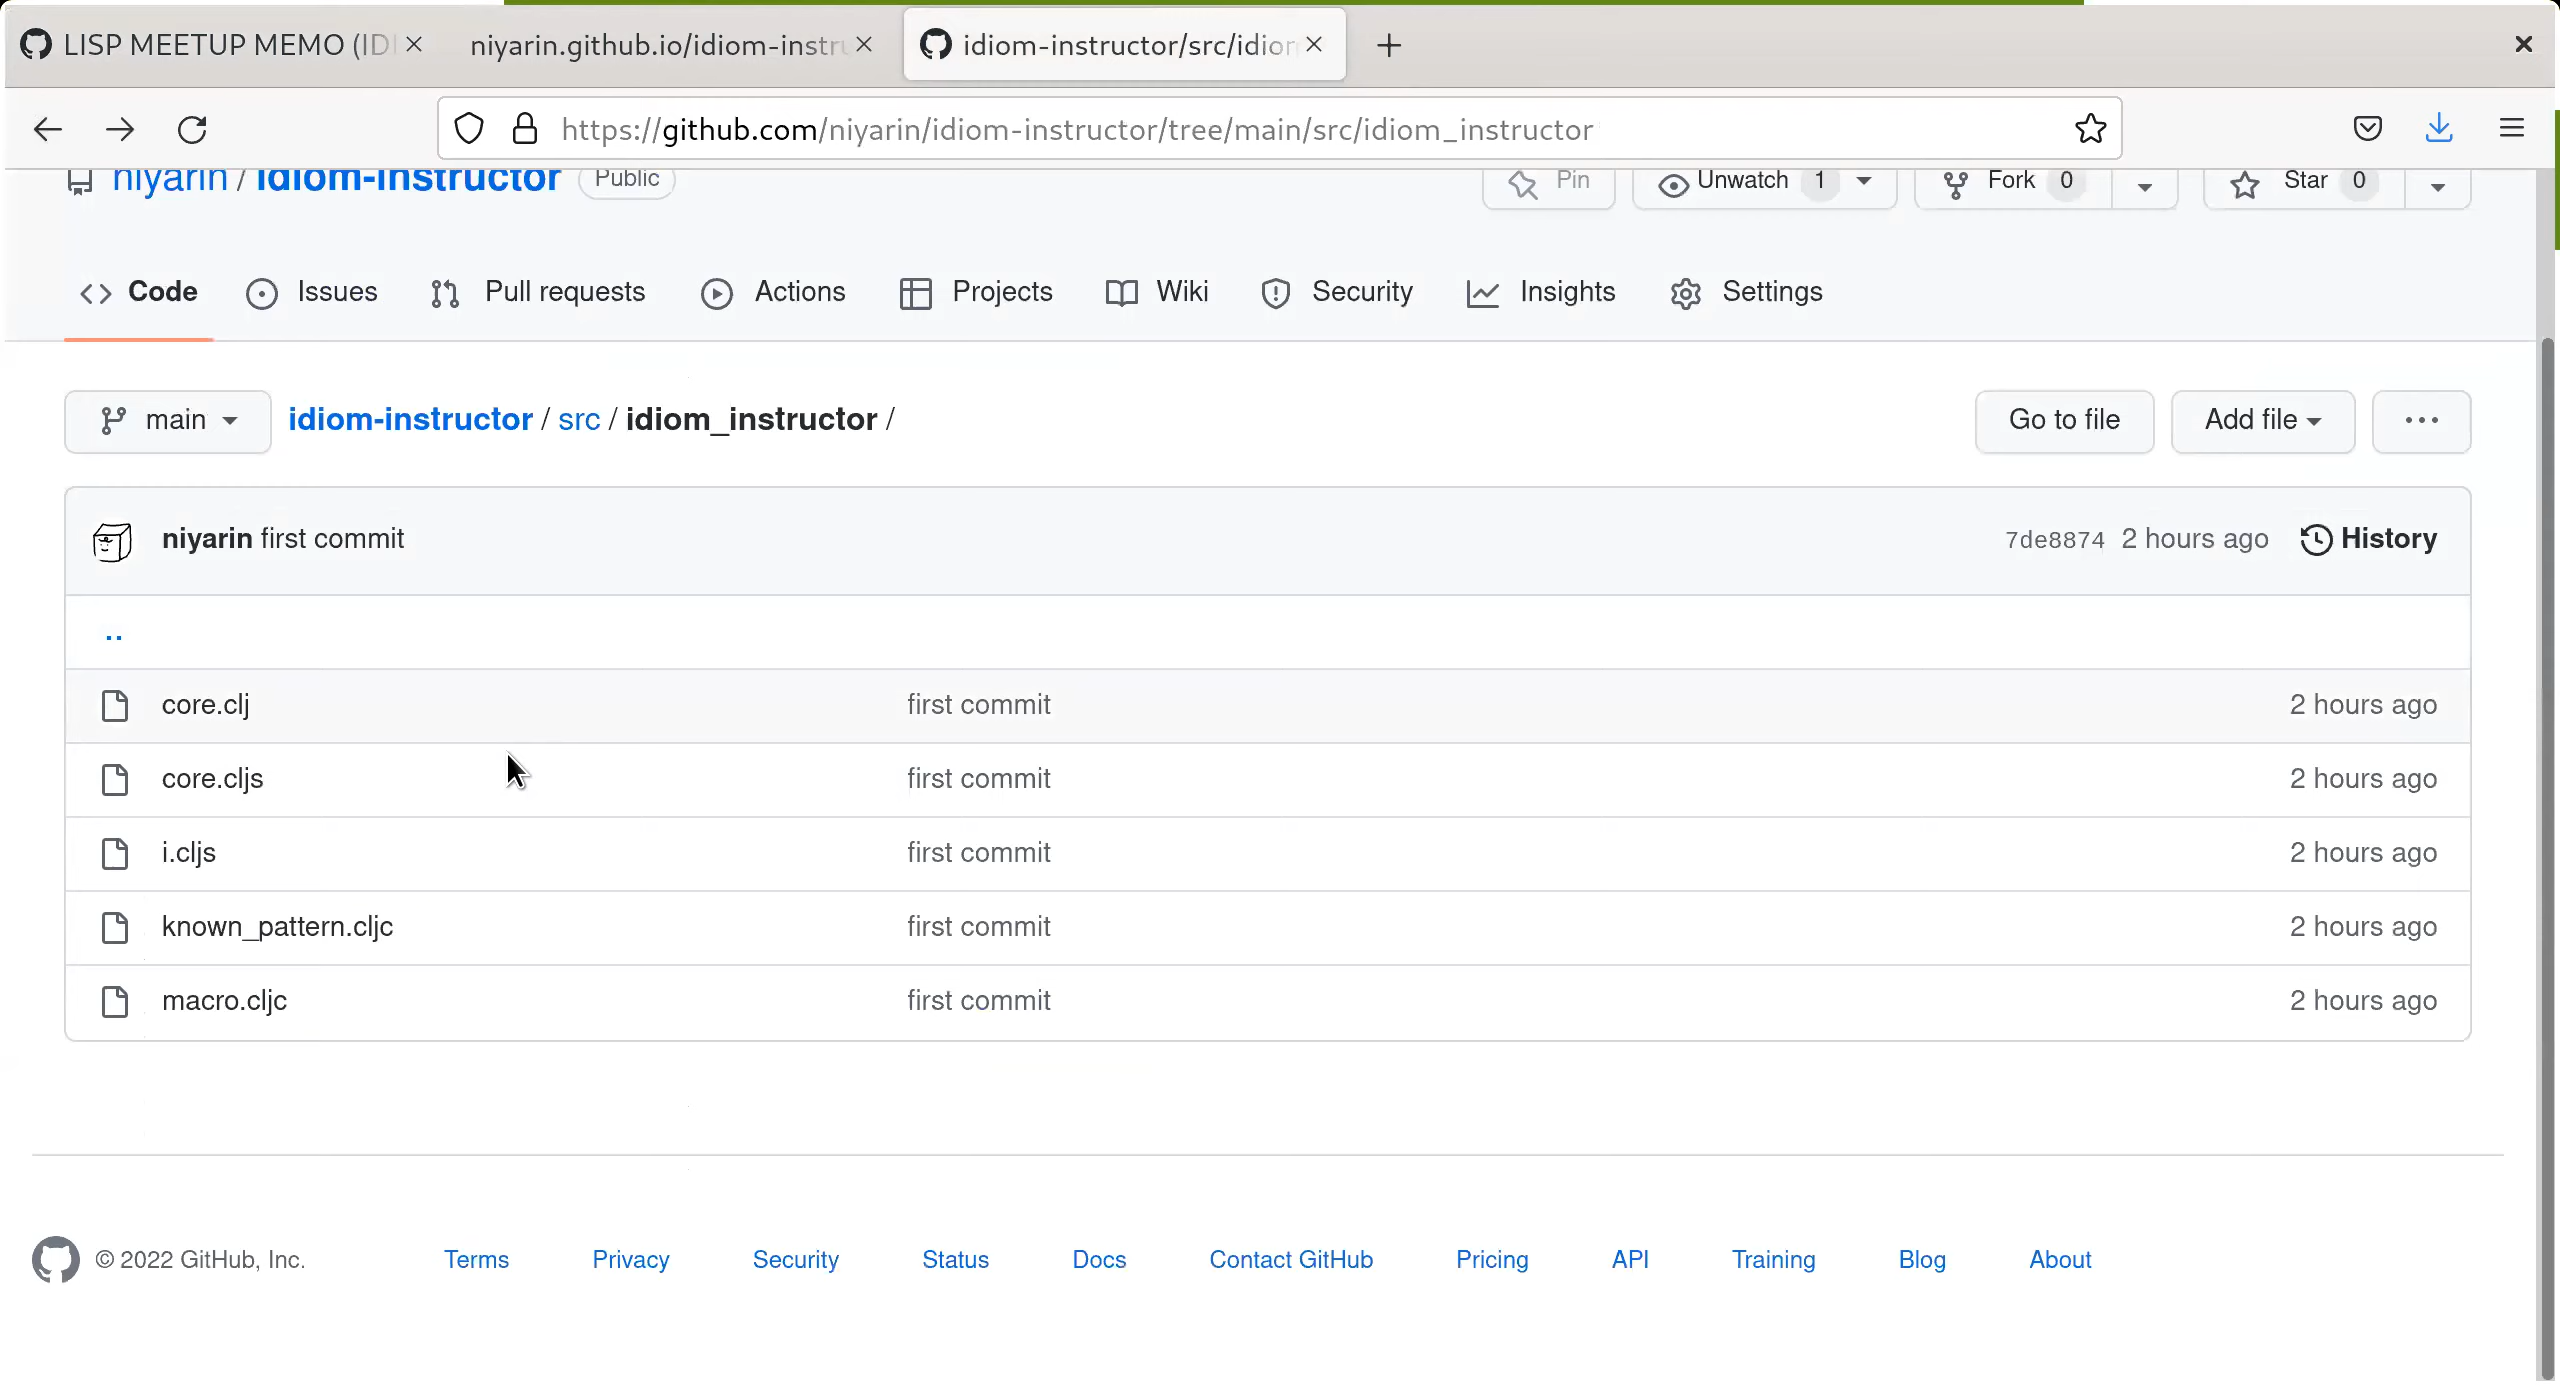 LISP MEETUP MEMO (ID
niyarin.github.io/idiom-instru
idiom-instructor/src/idiom
https://github.com/niyarin/idiom-instructor/tree/main/src/idiom_instructor
niyarin / idiom-instructor Public Pin Unwatch 1 Fork 0 Star 0
Code Issues Pull requests Actions Projects Wiki Security Insights Settings
main idiom-instructor / src / idiom_instructor / Go to file Add file ···
niyarin first commit 7de8874 2 hours ago History
..
core.clj first commit 2 hours ago
core.cljs first commit 2 hours ago
i.cljs first commit 2 hours ago
known_pattern.cljc first commit 2 hours ago
macro.cljc first commit 2 hours ago
© 2022 GitHub, Inc. Terms Privacy Security Status Docs Contact GitHub Pricing API Training Blog About